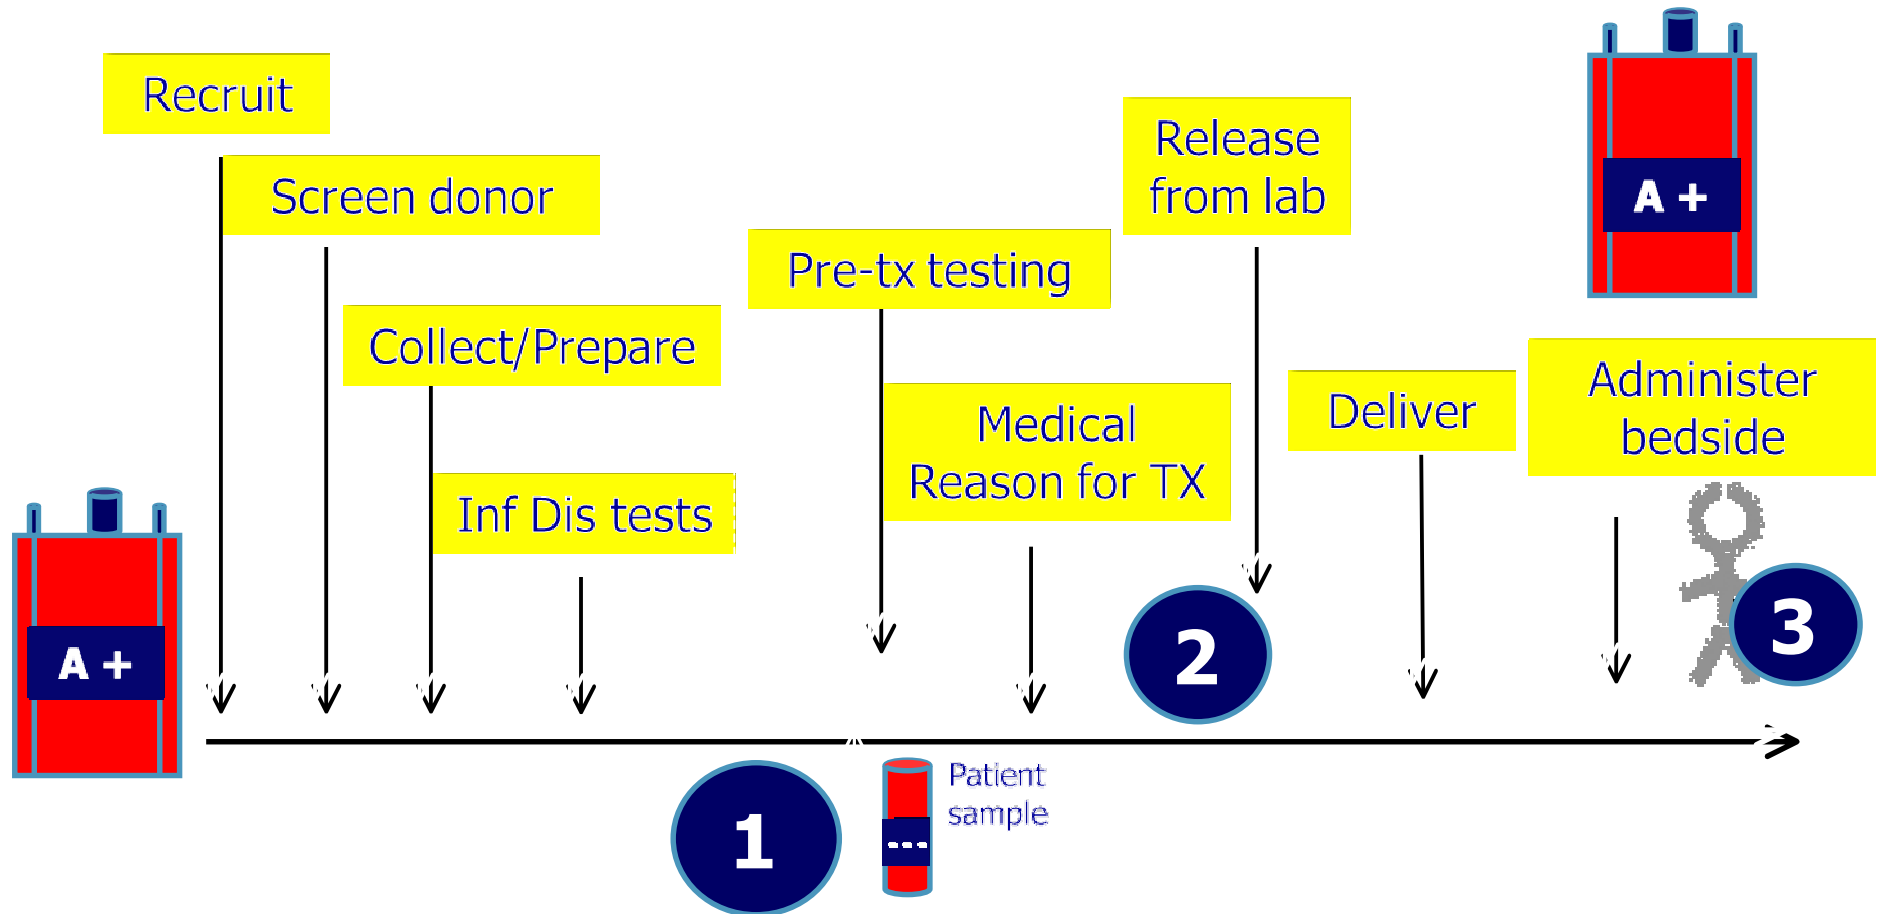 Recruit
Screen donor
Collect/Prepare
Inf Dis tests
A +
Pre-tx testing
Medical
Reason for TX
Release
from lab
Deliver
A +
Administer
bedside
1
2
3
Patient
sample
---